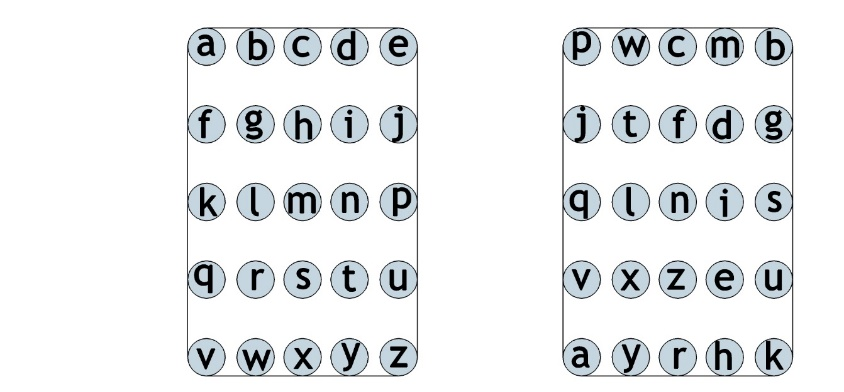 a b c d e
f g h i j
k l m n p
q r s t u
v w x y z
p w c m b
j t f d g
q l n i s
v x z e u
a y r h k